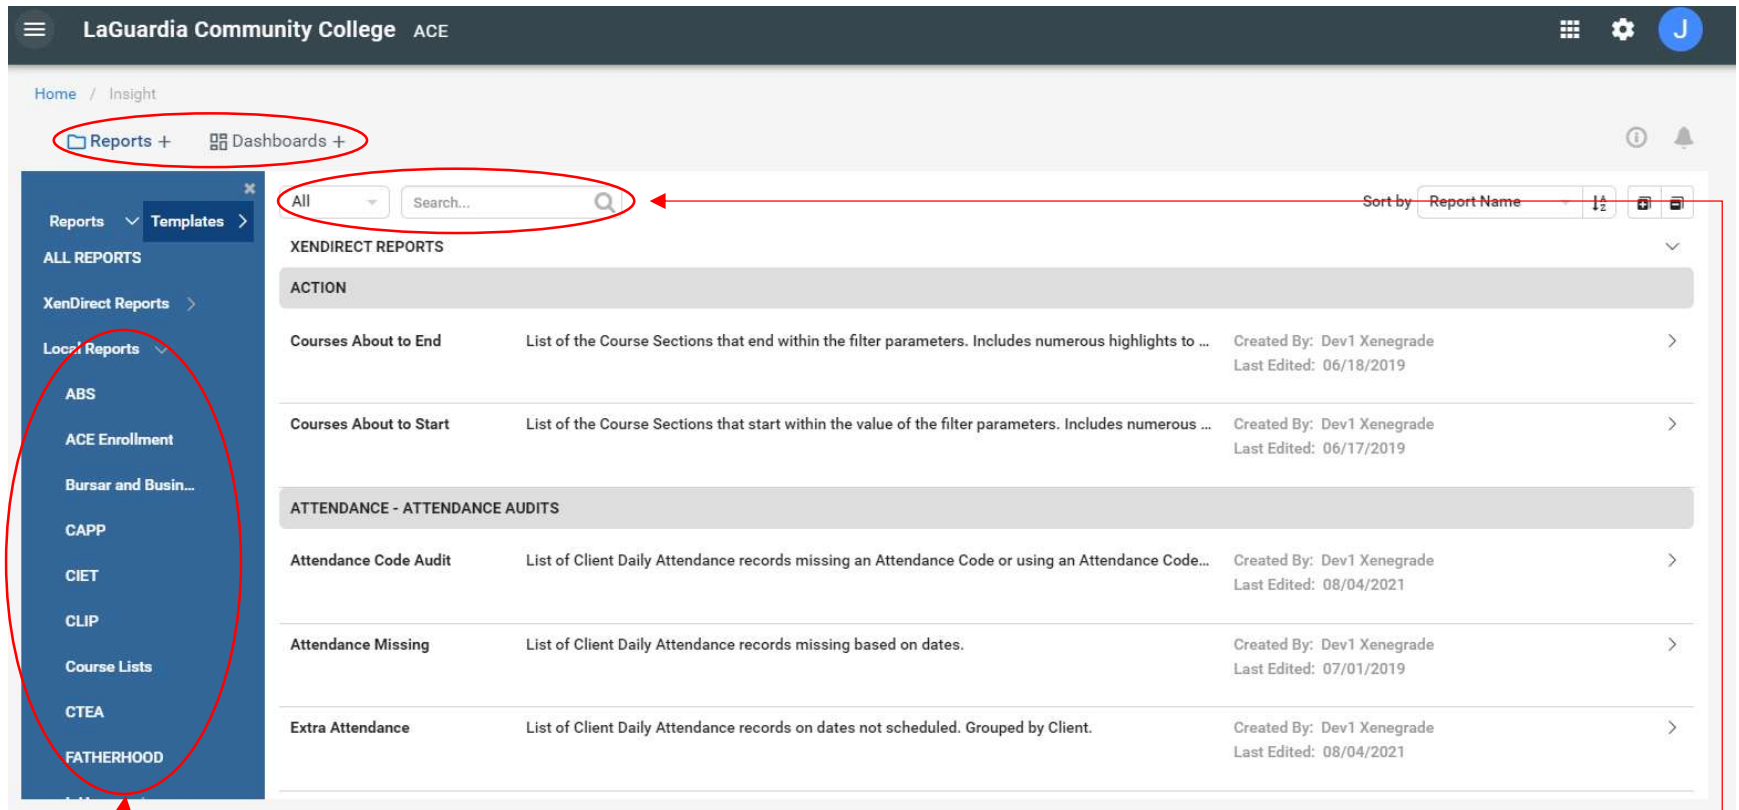 LaGuardia Community College ACE
J
Home / Insight
Reports +
Dashboards +
Reports
Templates
ALL REPORTS
XenDirect Reports
Local Reports
ABS
ACE Enrollment
Bursar and Busin...
CAPP
CIET
CLIP
Course Lists
CTEA
FATHERHOOD
All
Search...
Sort by Report Name
XENDIRECT REPORTS
ACTION
Courses About to End
List of the Course Sections that end within the filter parameters. Includes numerous highlights to ...
Created By: Dev1 Xenegrade
Last Edited: 06/18/2019
Courses About to Start
List of the Course Sections that start within the value of the filter parameters. Includes numerous ...
Created By: Dev1 Xenegrade
Last Edited: 06/17/2019
ATTENDANCE - ATTENDANCE AUDITS
Attendance Code Audit
List of Client Daily Attendance records missing an Attendance Code or using an Attendance Code...
Created By: Dev1 Xenegrade
Last Edited: 08/04/2021
Attendance Missing
List of Client Daily Attendance records missing based on dates.
Created By: Dev1 Xenegrade
Last Edited: 07/01/2019
Extra Attendance
List of Client Daily Attendance records on dates not scheduled. Grouped by Client.
Created By: Dev1 Xenegrade
Last Edited: 08/04/2021